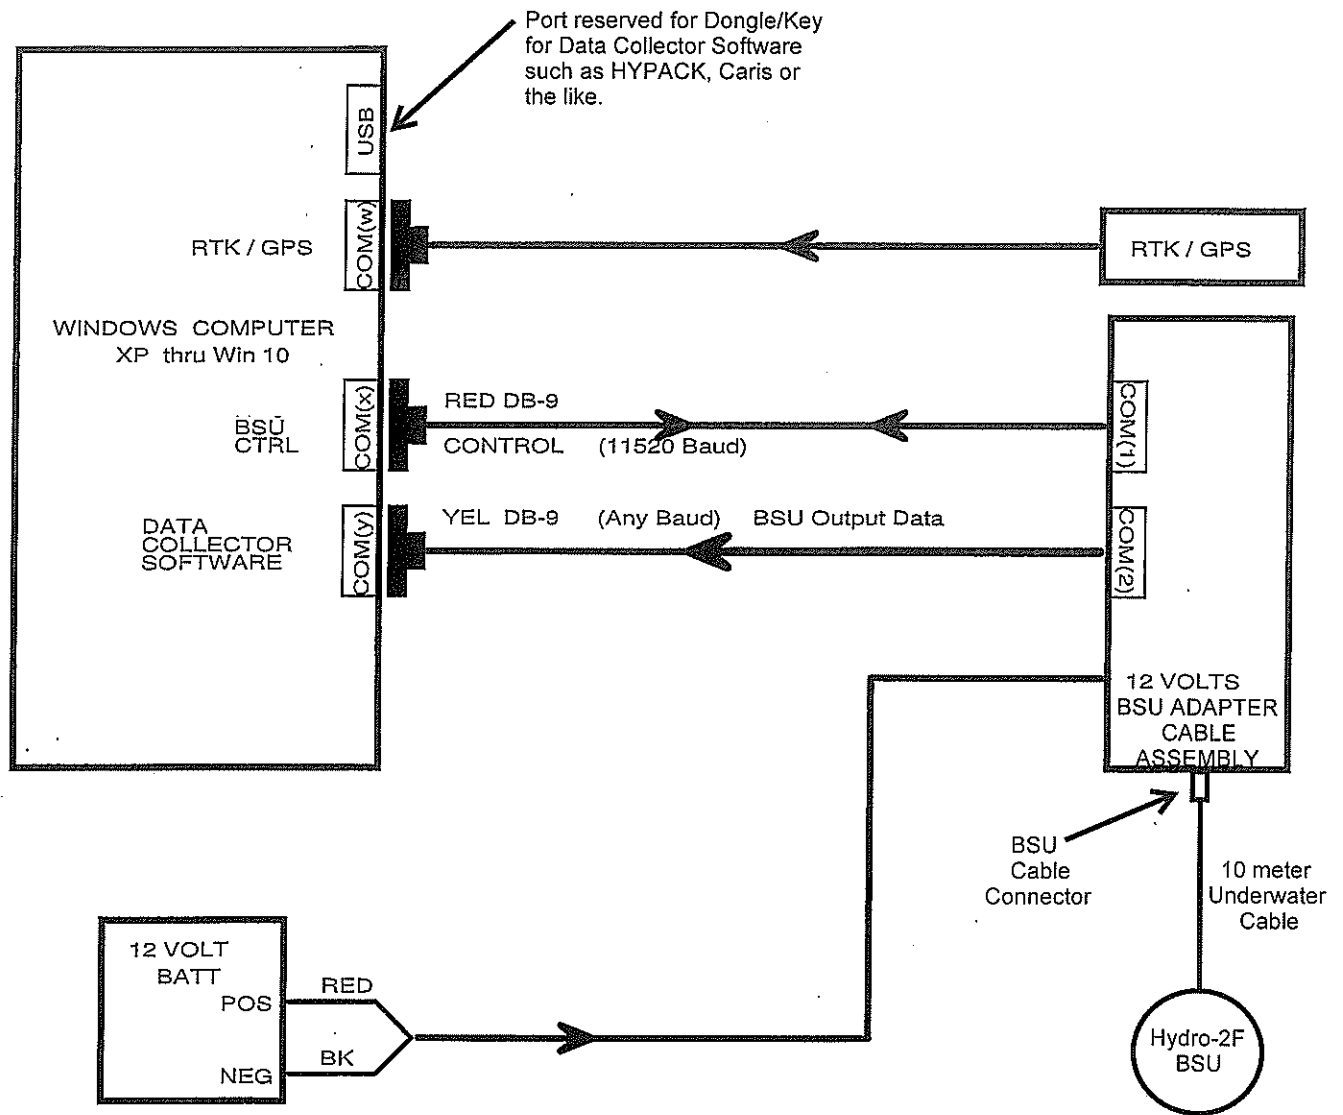 Port reserved for Dongle/Key
for Data Collector Software
such as HYPACK, Caris or
the like.
USB
COM(w)
RTK / GPS
RTK / GPS
WINDOWS COMPUTER
XP thru Win 10
BSU
CTRL
COM(x)
RED DB-9
CONTROL (11520 Baud)
COM(1)
DATA
COLLECTOR
SOFTWARE
COM(y)
YEL DB-9 (Any Baud) BSU Output Data
COM(2)
12 VOLTS
BSU ADAPTER
CABLE
ASSEMBLY
BSU
Cable
Connector
10 meter
Underwater
Cable
12 VOLT
BATT
POS
RED
BK
NEG
Hydro-2F
BSU